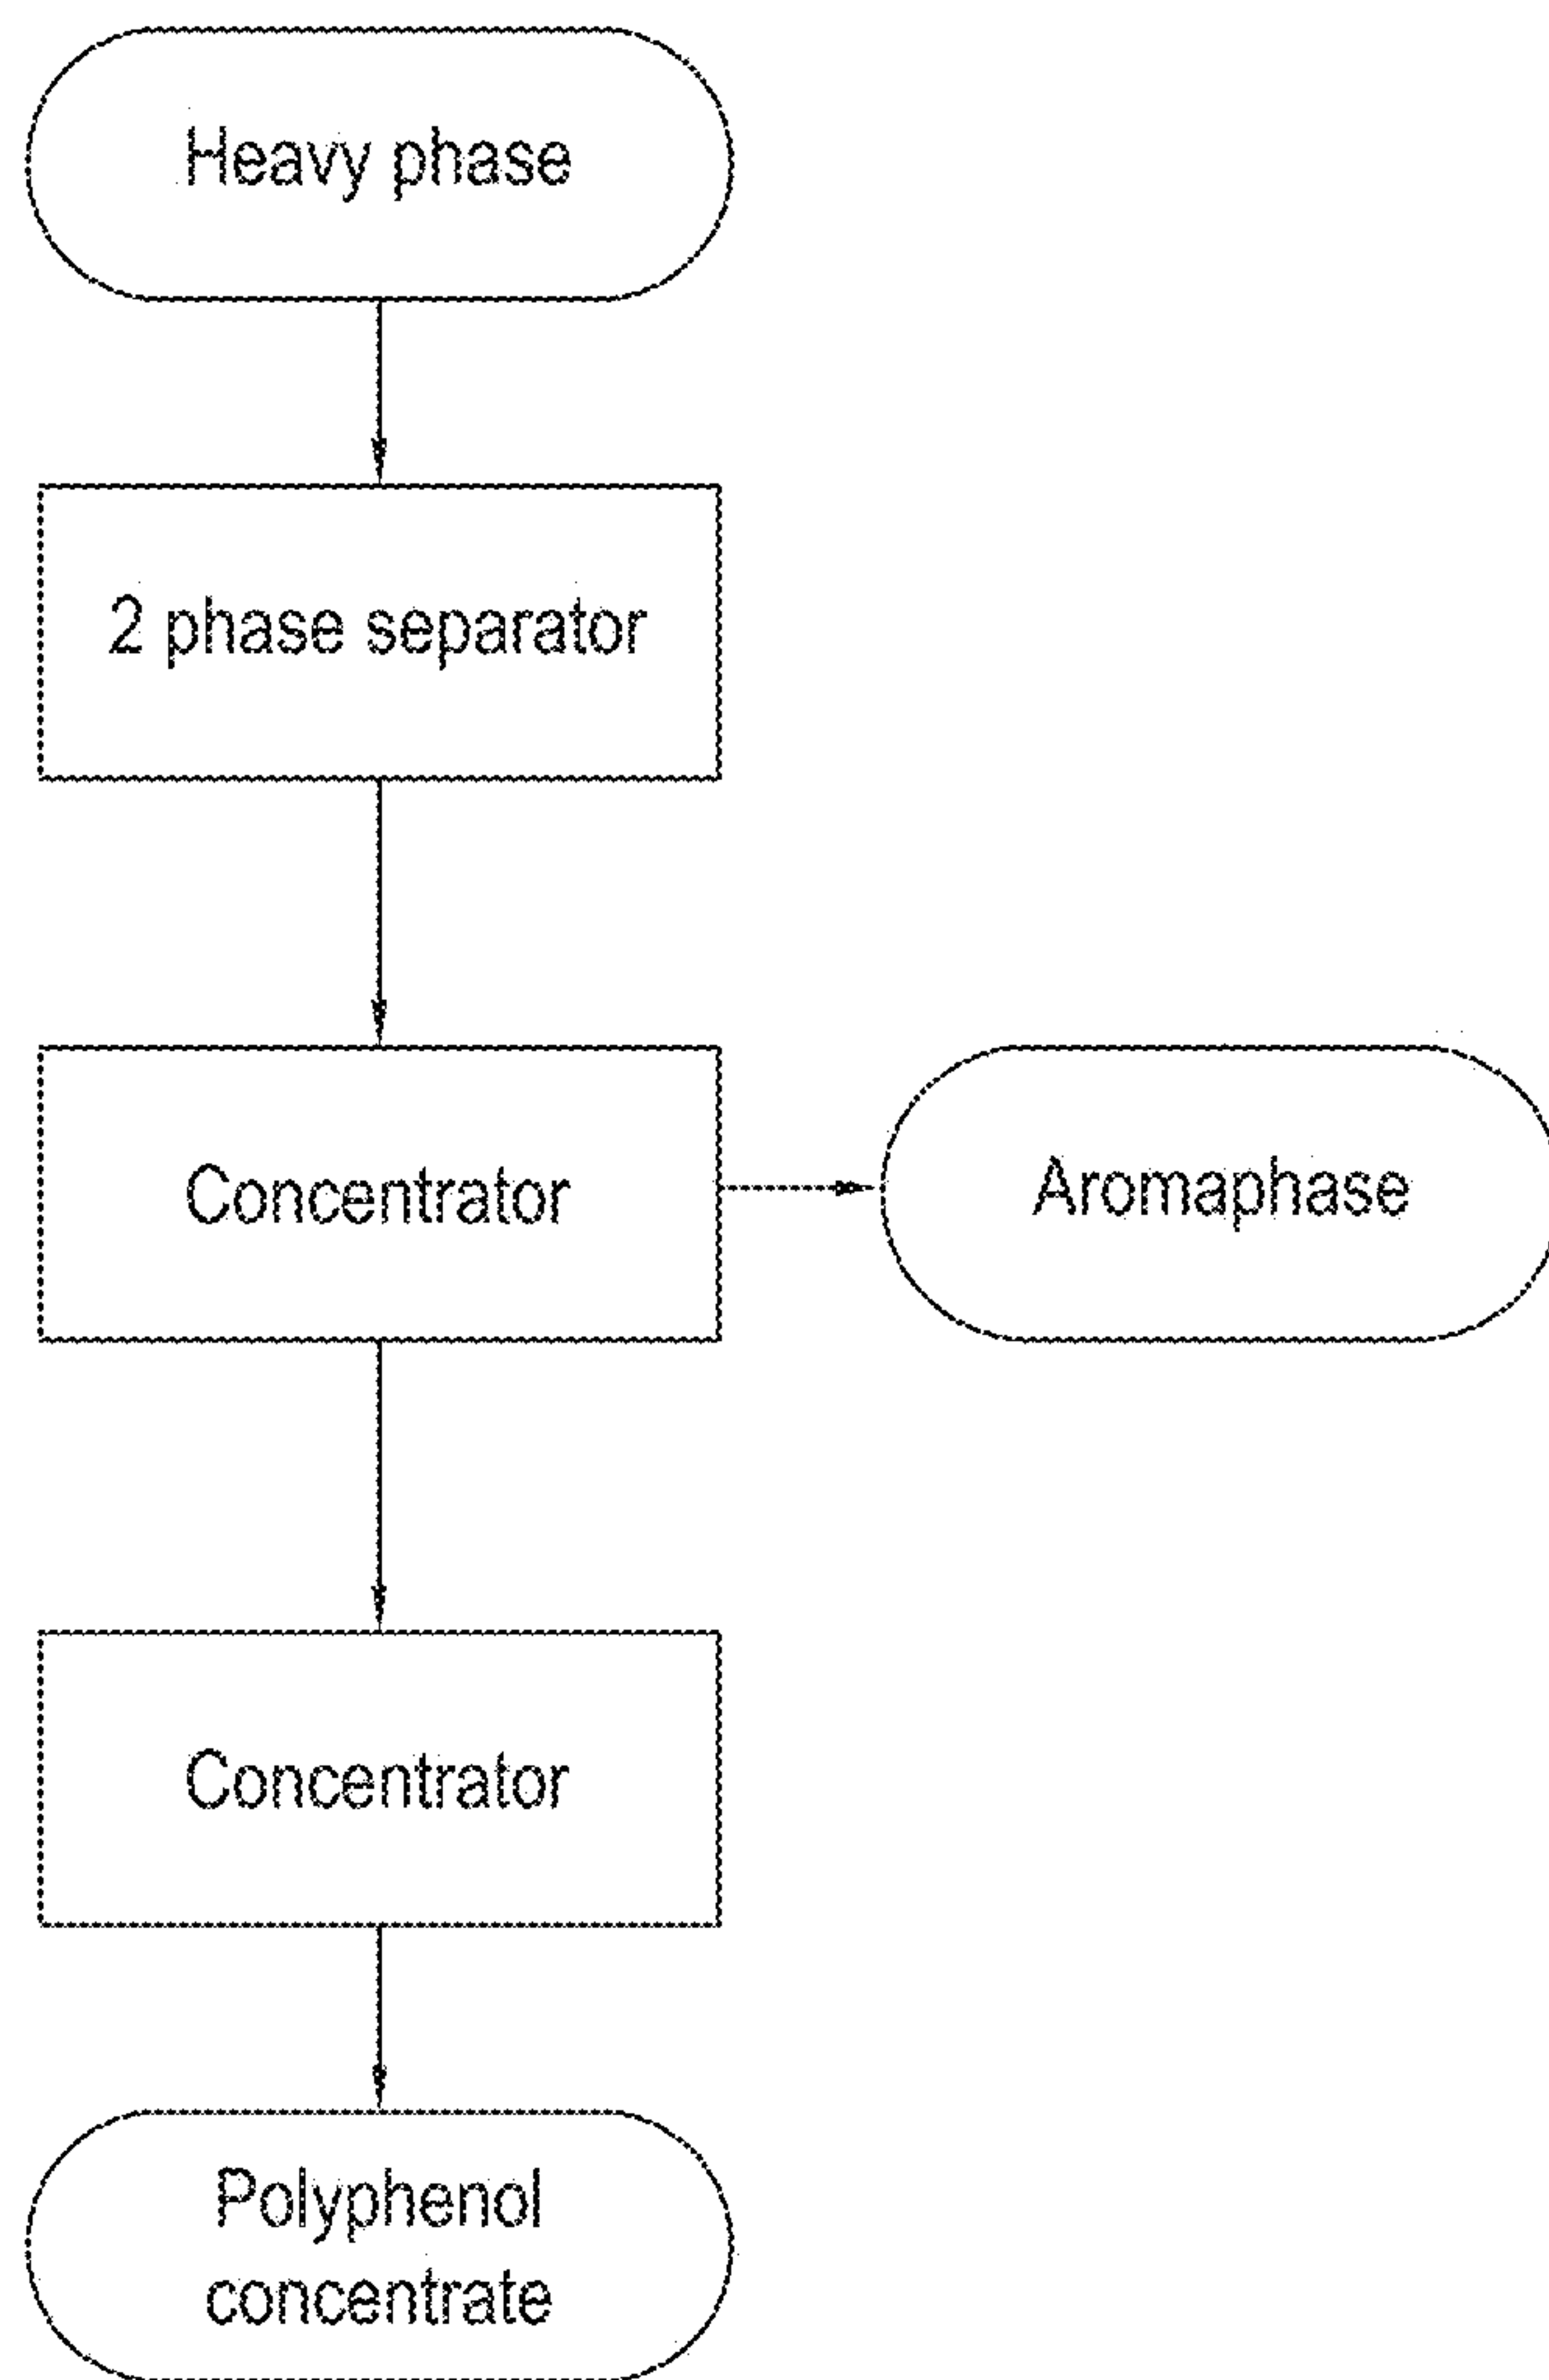 Heavy phase
2 phase separator
Concentrator
Aromaphase
Concentrator
Polyphenol
concentrate